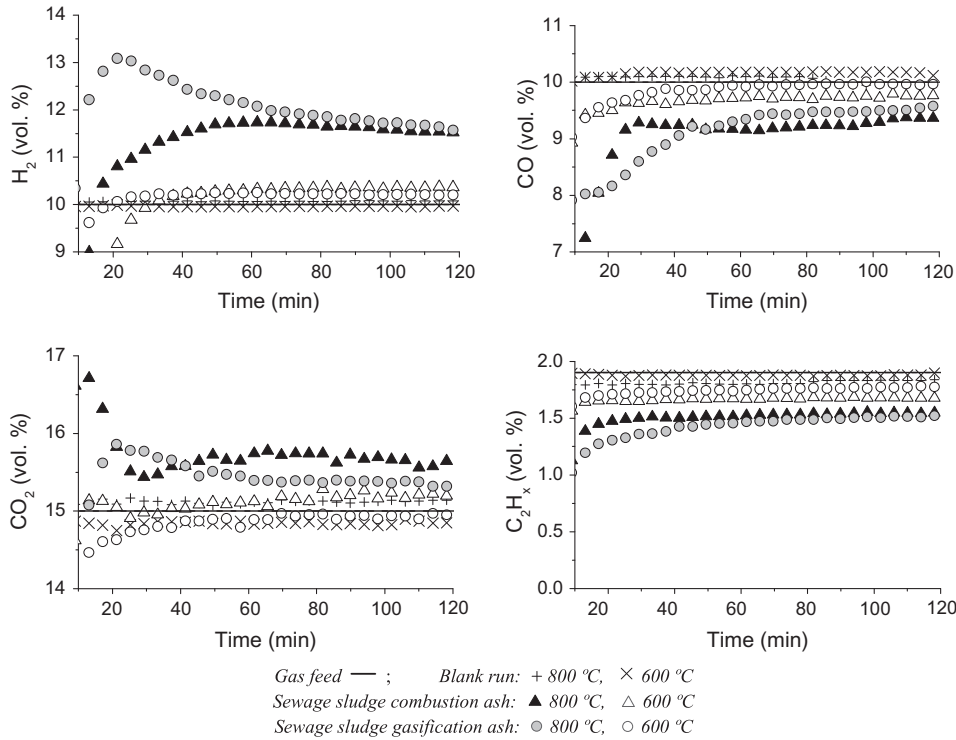 14
13
12
11
10
9
H2 (vol. %)
20 40 60 80 100 120
Time (min)
11
10
9
8
7
CO (vol. %)
20 40 60 80 100 120
Time (min)
17
16
15
14
CO2 (vol. %)
20 40 60 80 100 120
Time (min)
2.0
1.5
1.0
0.5
0.0
C2Hx (vol. %)
20 40 60 80 100 120
Time (min)
Gas feed — ; Blank run: + 800 ºC, × 600 ºC
Sewage sludge combustion ash: ▲ 800 ºC, △ 600 ºC
Sewage sludge gasification ash: ● 800 ºC, ○ 600 ºC